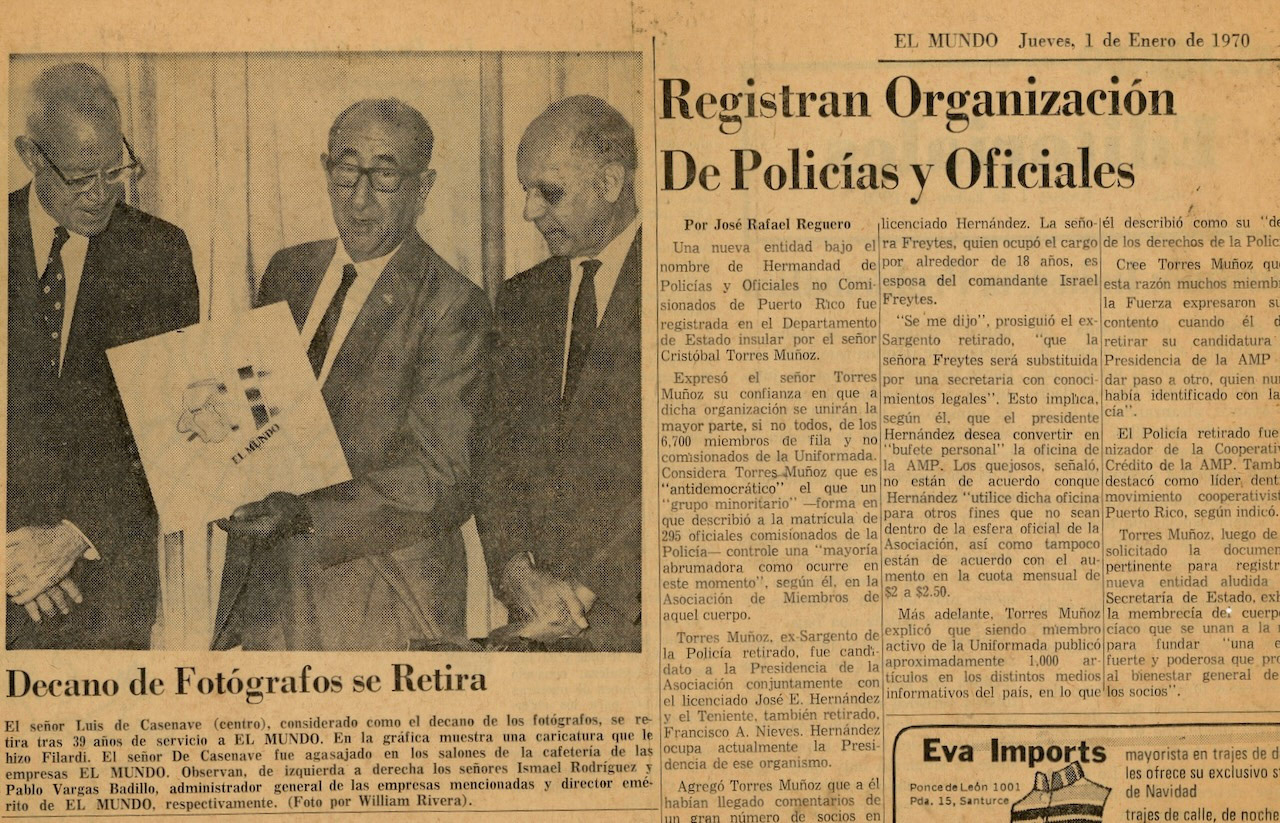 EL MUNDO Jueves, 1 de Enero de 1970
EL MUNDO
Decano de Fotógrafos se Retira
El señor Luis de Casenave (centro), considerado como el decano de los fotógrafos, se re-
tira tras 39 años de servicio a EL MUNDO. En la gráfica muestra una caricatura que le
hizo Filardi. El señor De Casenave fue agasajado en los salones de la cafetería de las
empresas EL MUNDO. Observan, de izquierda a derecha los señores Ismael Rodríguez y
Pablo Vargas Badillo, administrador general de las empresas mencionadas y director emé-
rito de EL MUNDO, respectivamente. (Foto por William Rivera).
Registran Organización
De Policías y Oficiales
Por José Rafael Reguero
Una nueva entidad bajo el
nombre de Hermandad de
Policías y Oficiales no Comi-
sionados de Puerto Rico fue
registrada en el Departamento
de Estado insular por el señor
Cristóbal Torres Muñoz.
Expresó el señor Torres
Muñoz su confianza en que a
dicha organización se unirán la
mayor parte, si no todos, de los
6,700 miembros de fila y no
comisionados de la Uniformada.
Considera Torres Muñoz que es
"antidemocrático" el que un
"grupo minoritario" —forma en
que describió a la matrícula de
295 oficiales comisionados de la
Policía— controle una "mayoría
abrumadora como ocurre en
este momento", según él, en la
Asociación de Miembros de
aquel cuerpo.
Torres Muñoz, ex-Sargento de
la Policía retirado, fue candi-
dato a la Presidencia de la
Asociación conjuntamente con
el licenciado José E. Hernández
y el Teniente, también retirado,
Francisco A. Nieves. Hernández
ocupa actualmente la Presi-
dencia de ese organismo.
Agregó Torres Muñoz que a él
habían llegado comentarios de
un gran número de socios en
licenciado Hernández. La seño-
ra Freytes, quien ocupó el cargo
por alrededor de 18 años, es
esposa del comandante Israel
Freytes.
"Se me dijo", prosiguió el ex-
Sargento retirado, "que la
señora Freytes será substituida
por una secretaria con conoci-
mientos legales". Esto implica,
según él, que el presidente
Hernández desea convertir en
"bufete personal" la oficina de
la AMP. Los quejosos, señaló,
no están de acuerdo conque
Hernández "utilice dicha oficina
para otros fines que no sean
dentro de la esfera oficial de la
Asociación, así como tampoco
están de acuerdo con el au-
mento en la cuota mensual de
$2 a $2.50.
Más adelante, Torres Muñoz
explicó que siendo miembro
activo de la Uniformada publicó
aproximadamente 1,000 ar-
tículos en los distintos medios
informativos del país, en lo que
él describió como su "de
de los derechos de la Polic
Cree Torres Muñoz que
esta razón muchos miemb
la Fuerza expresaron su
contento cuando él d
retirar su candidatura
Presidencia de la AMP
dar paso a otro, quien nun
había identificado con la
cía".
El Policía retirado fue
nizador de la Cooperativ
Crédito de la AMP. Tamb
destacó como líder dent
movimiento cooperativist
Puerto Rico, según indicó.
Torres Muñoz, luego de
solicitado la documen
pertinente para registr
nueva entidad aludida
Secretaría de Estado, exh
la membrecía del cuerp
cíaco que se unan a la
para fundar "una e
fuerte y poderosa que pro
al bienestar general de
los socios".
Eva Imports
Ponce de León 1001
Pda. 15, Santurce
mayorista en trajes de d
les ofrece su exclusivo s
de Navidad
trajes de calle, de noche